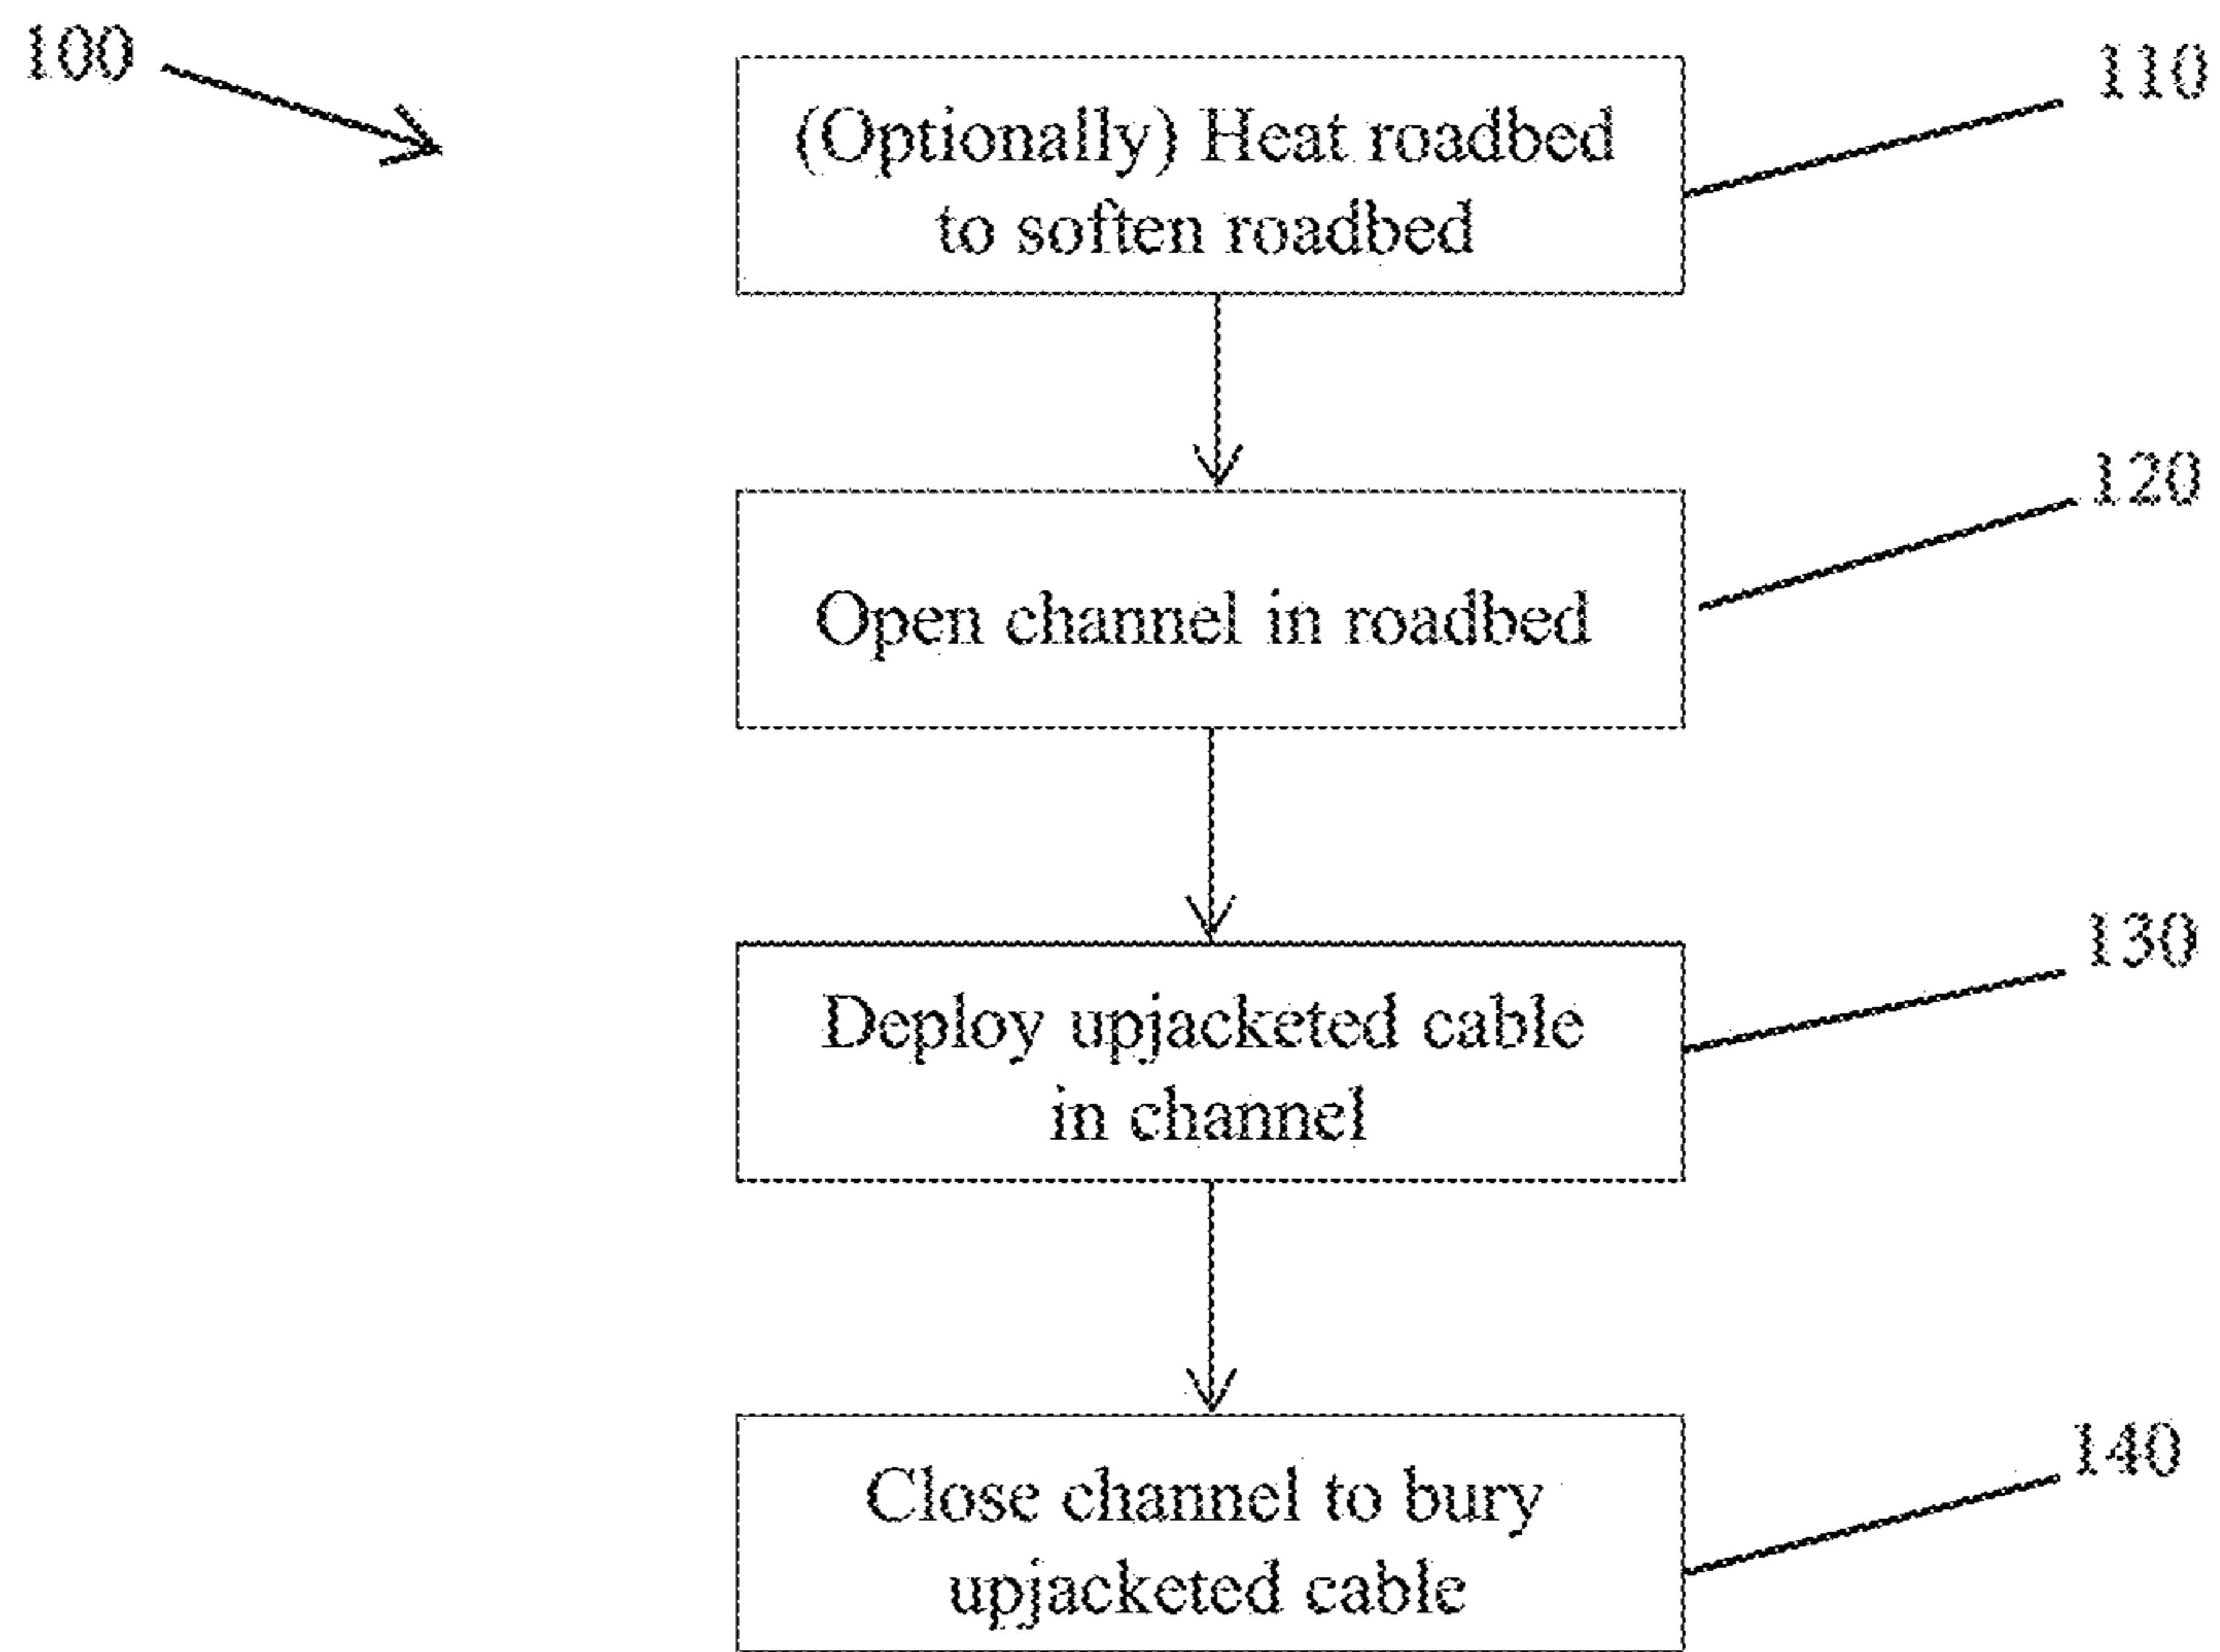 100
110
(Optionally) Heat roadbed
to soften roadbed
120
Open channel in roadbed
130
Deploy upjacketed cable
in channel
140
Close channel to bury
upjacketed cable